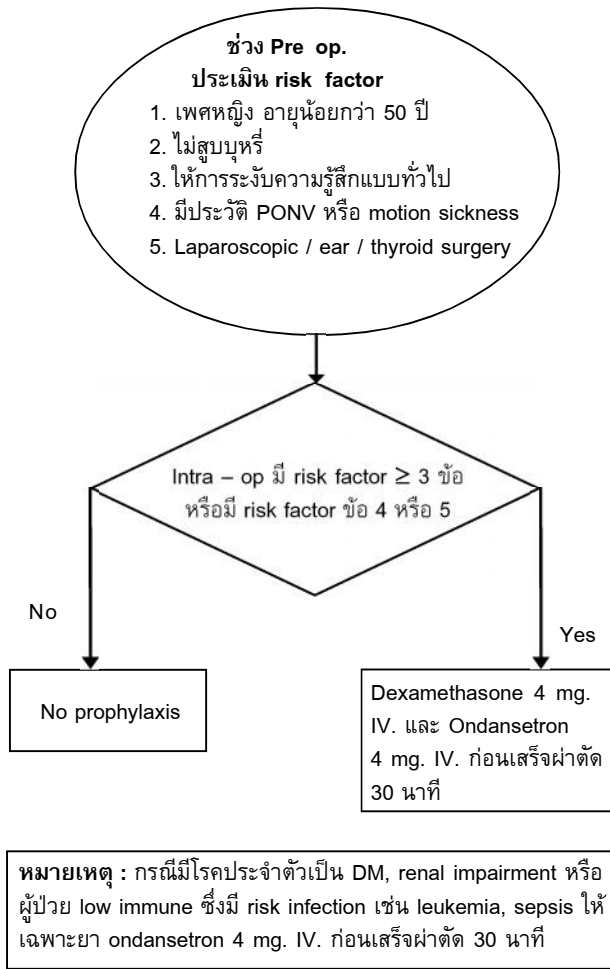 ช่วง Pre op.
ประเมิน risk factor
1. เพศหญิง อายุน้อยกว่า 50 ปี
2. ไม่สูบบุหรี่
3. ให้การระงับความรู้สึกแบบทั่วไป
4. มีประวัติ PONV หรือ motion sickness
5. Laparoscopic / ear / thyroid surgery
Intra – op มี risk factor ≥ 3 ข้อ
หรือมี risk factor ข้อ 4 หรือ 5
No
Yes
No prophylaxis
Dexamethasone 4 mg.
IV. และ Ondansetron
4 mg. IV. ก่อนเสร็จผ่าตัด
30 นาที
หมายเหตุ : กรณีมีโรคประจำตัวเป็น DM, renal impairment หรือ
ผู้ป่วย low immune ซึ่งมี risk infection เช่น leukemia, sepsis ให้
เฉพาะยา ondansetron 4 mg. IV. ก่อนเสร็จผ่าตัด 30 นาที